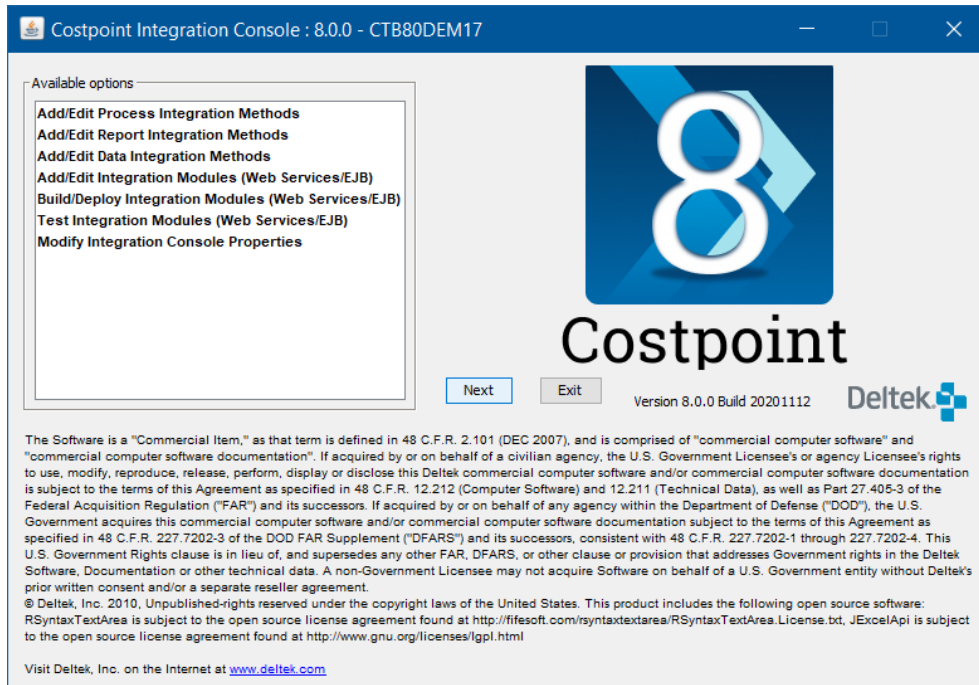 Costpoint Integration Console : 8.0.0 - CTB80DEM17
Available options
Add/Edit Process Integration Methods
Add/Edit Report Integration Methods
Add/Edit Data Integration Methods
Add/Edit Integration Modules (Web Services/EJB)
Build/Deploy Integration Modules (Web Services/EJB)
Test Integration Modules (Web Services/EJB)
Modify Integration Console Properties
8
Costpoint
Next
Exit
Version 8.0.0 Build 20201112
Deltek.
The Software is a "Commercial Item," as that term is defined in 48 C.F.R. 2.101 (DEC 2007), and is comprised of "commercial computer software" and
"commercial computer software documentation". If acquired by or on behalf of a civilian agency, the U.S. Government Licensee's or agency Licensee's rights
to use, modify, reproduce, release, perform, display or disclose this Deltek commercial computer software and/or commercial computer software documentation
is subject to the terms of this Agreement as specified in 48 C.F.R. 12.212 (Computer Software) and 12.211 (Technical Data), as well as Part 27.405-3 of the
Federal Acquisition Regulation ("FAR") and its successors. If acquired by or on behalf of any agency within the Department of Defense ("DOD"), the U.S.
Government acquires this commercial computer software and/or commercial computer software documentation subject to the terms of this Agreement as
specified in 48 C.F.R. 227.7202-3 of the DOD FAR Supplement ("DFARS") and its successors, consistent with 48 C.F.R. 227.7202-1 through 227.7202-4. This
U.S. Government Rights clause is in lieu of, and supersedes any other FAR, DFARS, or other clause or provision that addresses Government rights in the Deltek
Software, Documentation or other technical data. A non-Government Licensee may not acquire Software on behalf of a U.S. Government entity without Deltek's
prior written consent and/or a separate reseller agreement.
© Deltek, Inc. 2010, Unpublished-rights reserved under the copyright laws of the United States. This product includes the following open source software:
RSyntaxTextArea is subject to the open source license agreement found at http://fifesoft.com/rsyntaxtextarea/RSyntaxTextArea.License.txt, JExcelApi is subject
to the open source license agreement found at http://www.gnu.org/licenses/lgpl.html
Visit Deltek, Inc. on the Internet at www.deltek.com